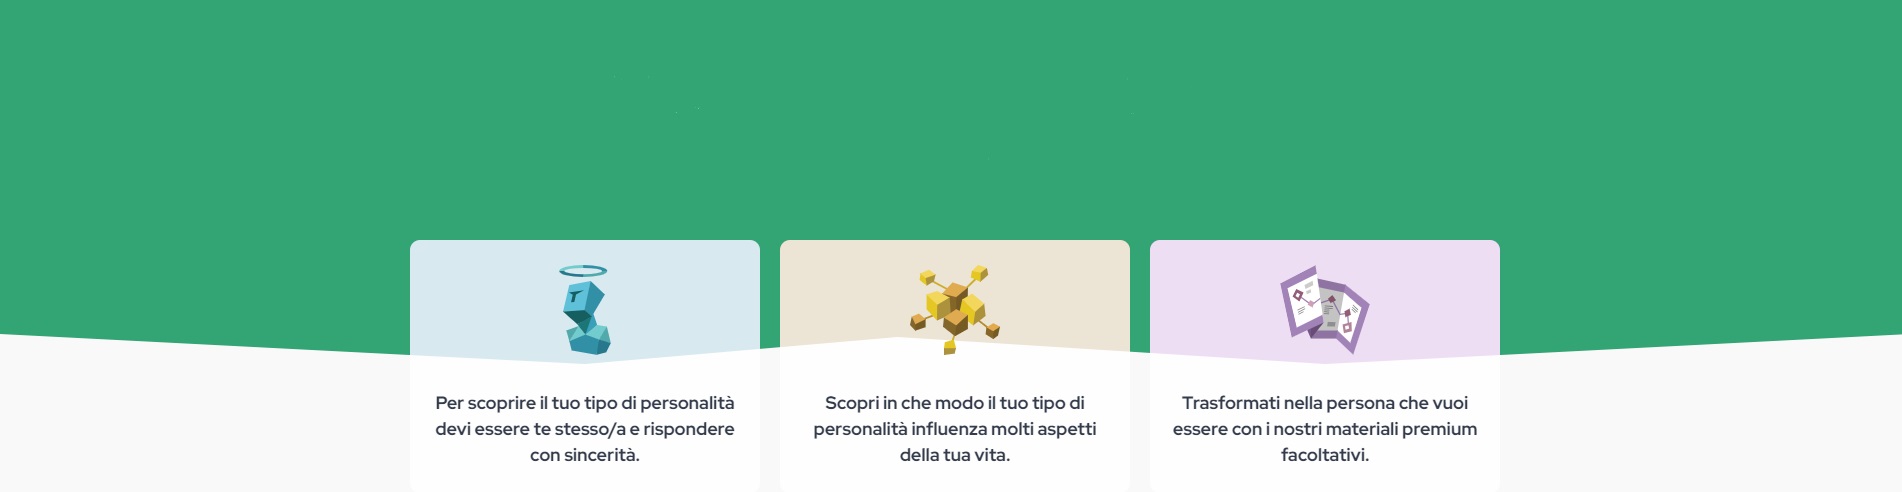 Per scoprire il tuo tipo di personalità
devi essere te stesso/a e rispondere
con sincerità.
Scopri in che modo il tuo tipo di
personalità influenza molti aspetti
della tua vita.
Trasformati nella persona che vuoi
essere con i nostri materiali premium
facoltativi.